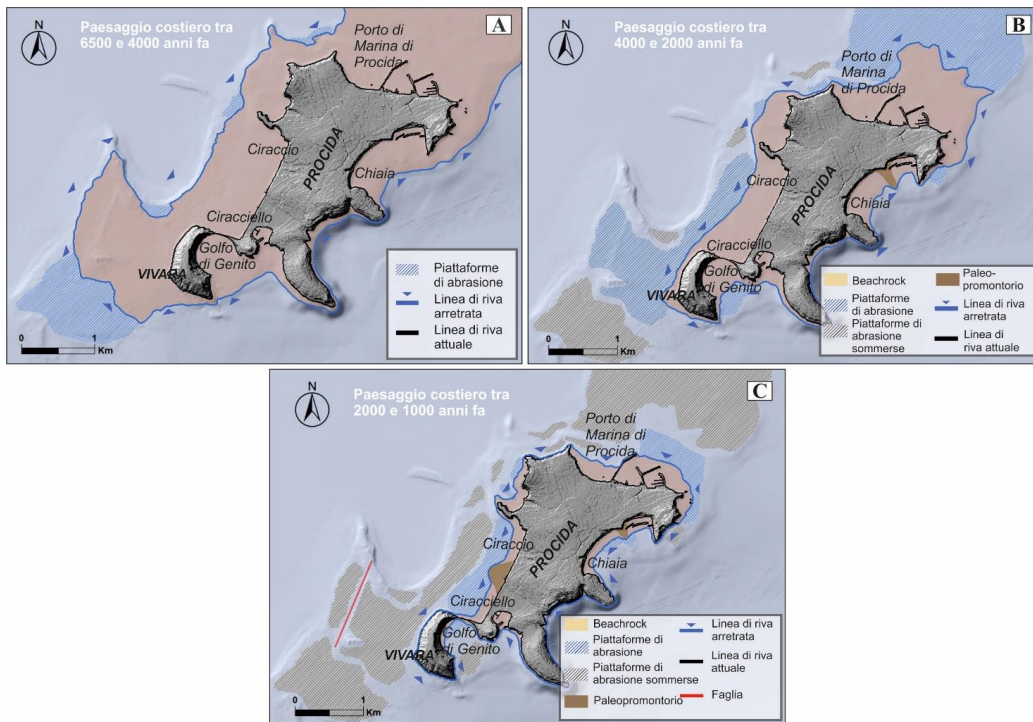 A
Paesaggio costiero tra
6500 e 4000 anni fa
N
Porto di
Marina di
Procida
Ciraccio
PROCIDA
Chiaia
Ciracciello
Golfo
di Genito
VIVARA
Piattaforme
di abrasione
Linea di riva
arretrata
Linea di riva
attuale
0 1
Km
B
Paesaggio costiero tra
4000 e 2000 anni fa
N
Porto di
Marina
di Procida
Ciraccio
PROCIDA
Chiaia
Ciracciello
Golfo
di Genito
VIVARA
Beachrock
Piattaforme
di abrasione
Piattaforme di
abrasione
sommerse
Paleo-
promontorio
Linea di riva
arretrata
Linea di
riva attuale
0 1
Km
C
Paesaggio costiero tra
2000 e 1000 anni fa
N
Porto di
Marina di Procida
Ciraccio
PROCIDA
Chiaia
Ciracciello
Golfo
di Genito
VIVARA
Beachrock
Piattaforme di
abrasione
Piattaforme di
abrasione sommerse
Paleopromontorio
Linea di riva
arretrata
Linea di riva
attuale
Faglia
0 1
Km